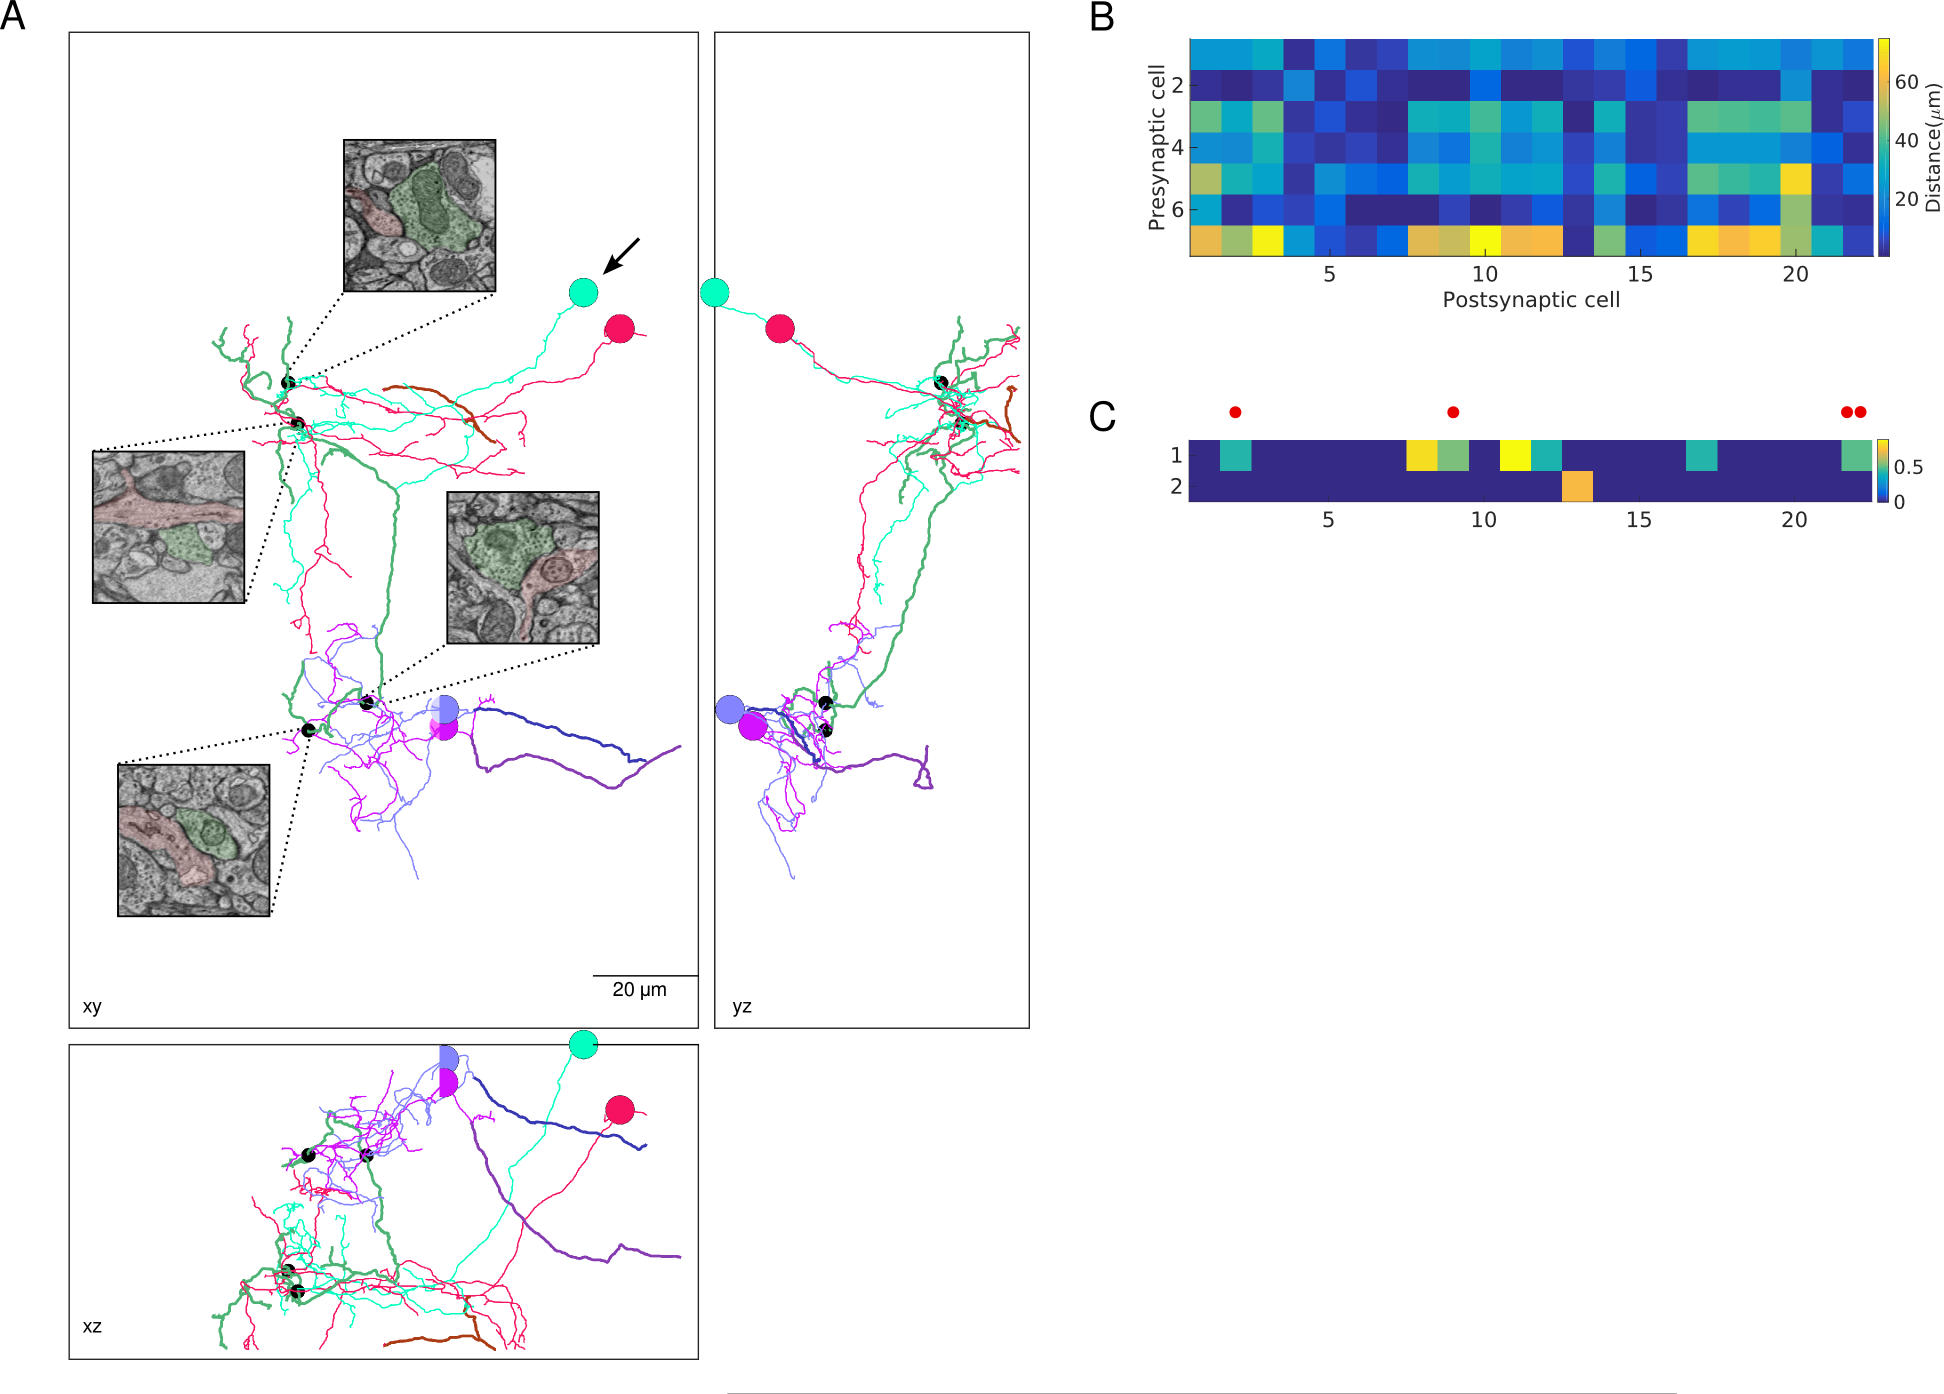 A
xy
20 µm
yz
xz
B
Presynaptic cell
2
4
6
5 10 15 20
Postsynaptic cell
60
40
20
Distance(µm)
C
1
2
5 10 15 20
0.5
0